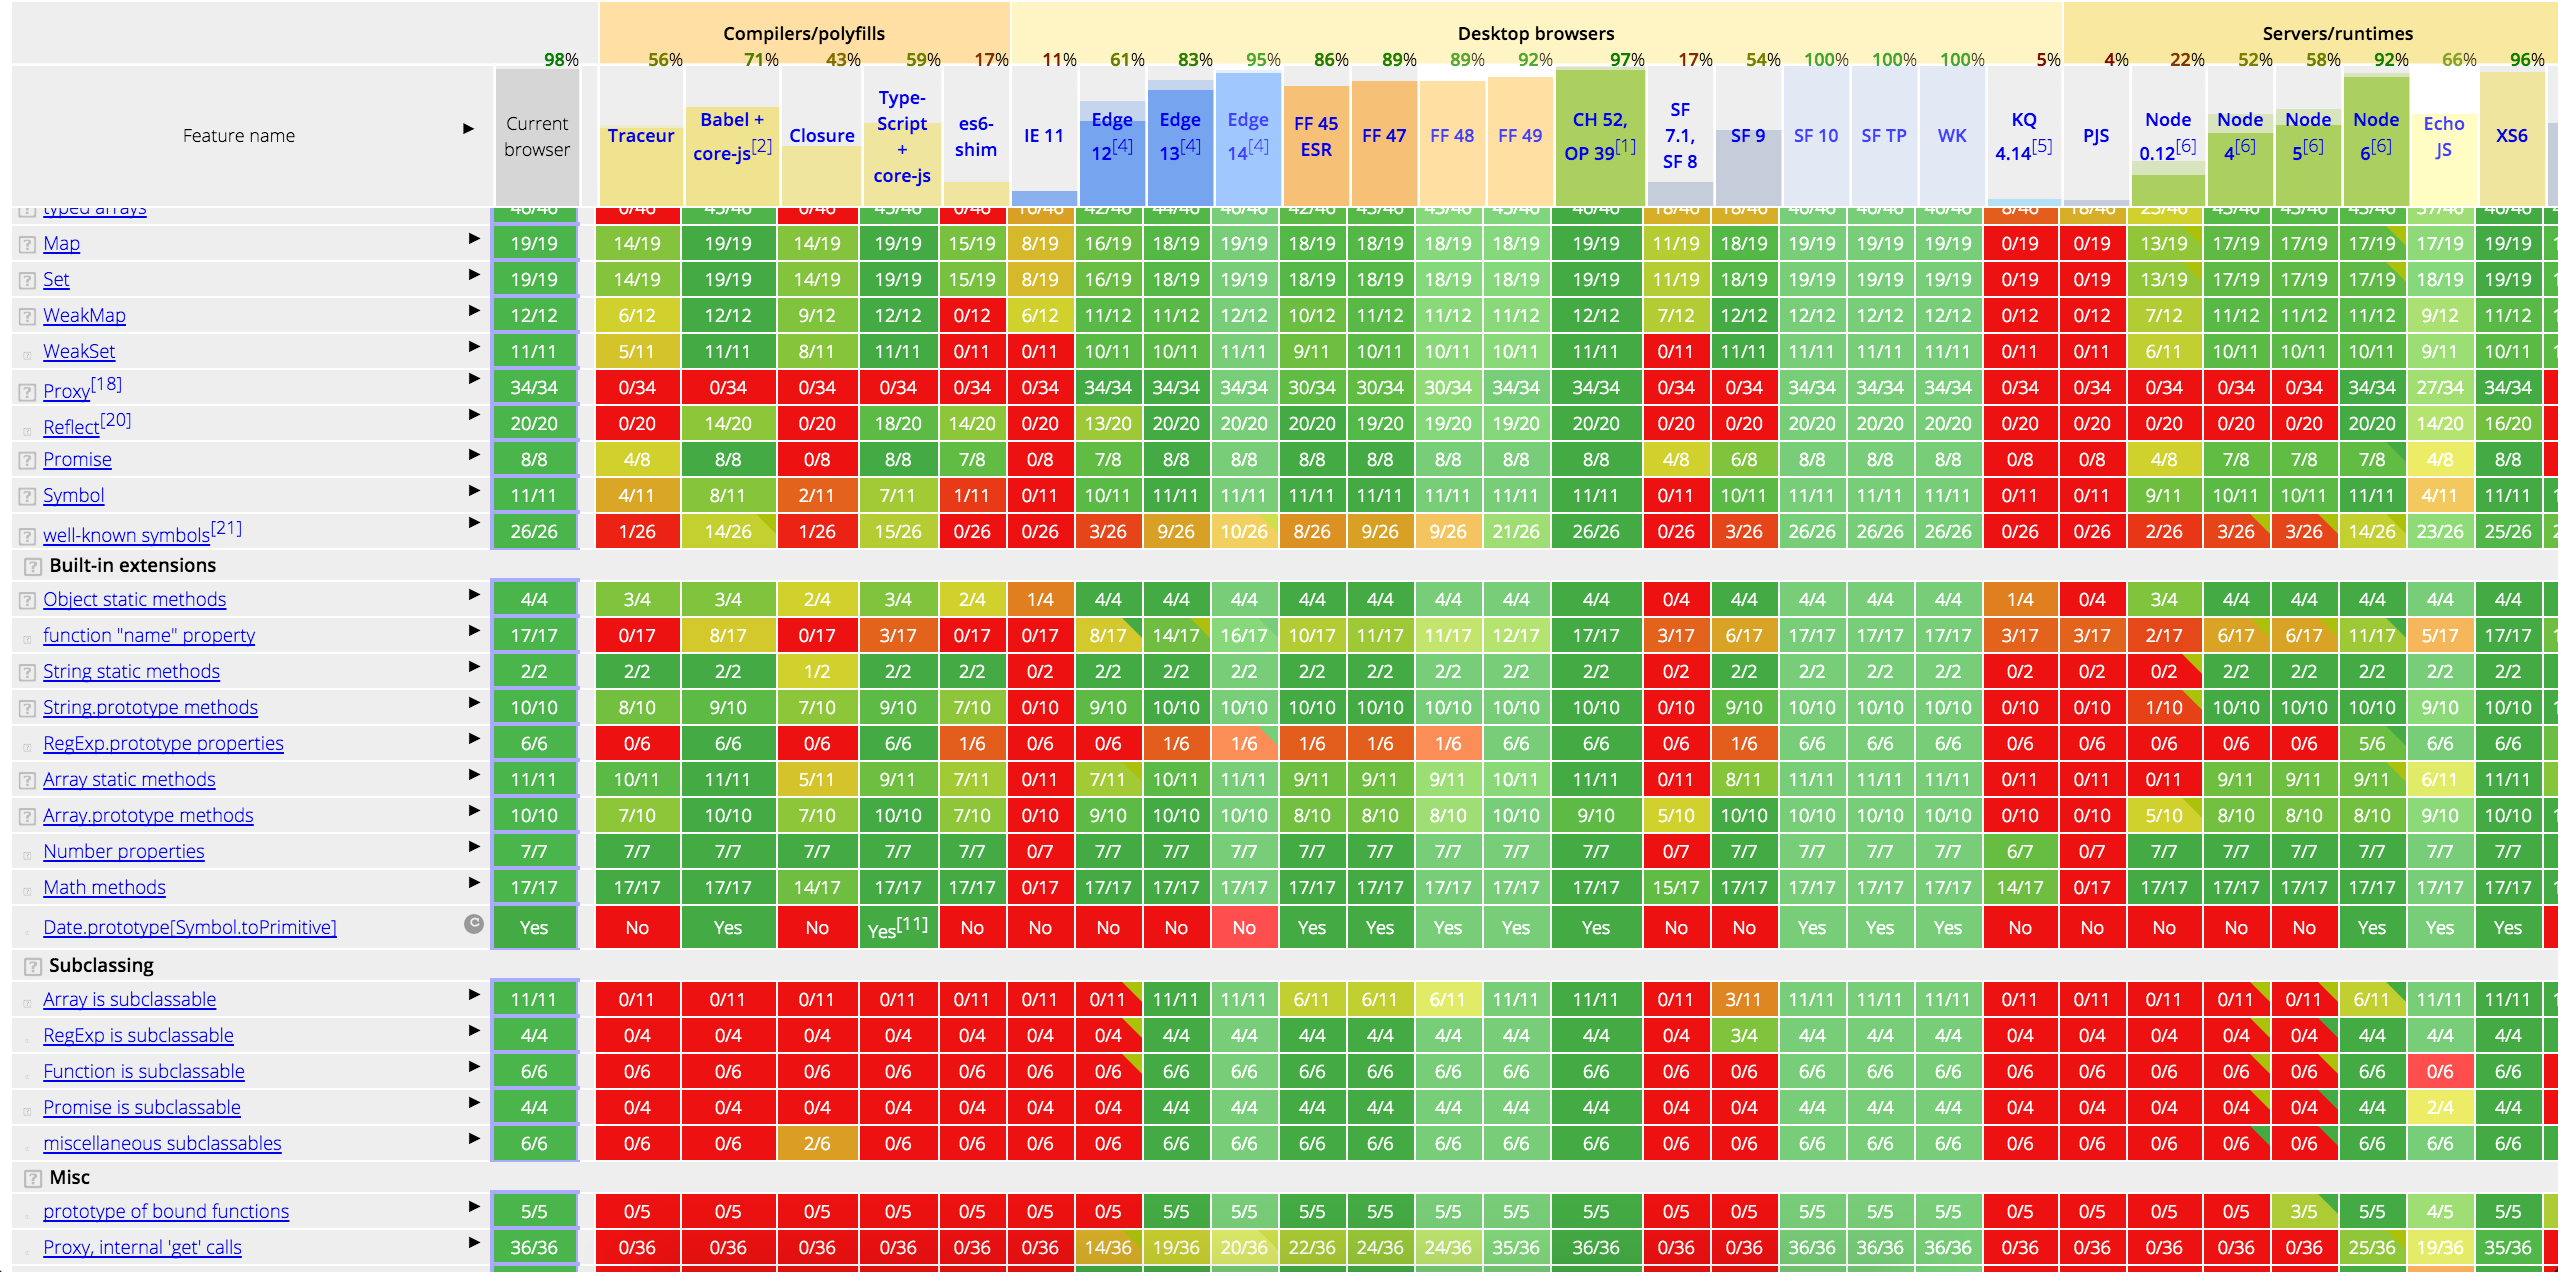 Compilers/polyfills Desktop browsers Servers/runtimes
98% 56% 71% 43% 59% 17% 11% 61% 83% 95% 86% 89% 89% 92% 97% 17% 54% 100% 100% 100% 5% 4% 22% 52% 58% 92% 66% 96%
Feature name ▶ Current browser Traceur Babel + core-js[2] Closure Type-Script + core-js es6-shim IE 11 Edge 12[4] Edge 13[4] Edge 14[4] FF 45 ESR FF 47 FF 48 FF 49 CH 52, OP 39[1] SF 7.1, SF 8 SF 9 SF 10 SF TP WK KQ 4.14[5] PJS Node 0.12[6] Node 4[6] Node 5[6] Node 6[6] Echo JS XS6
typed arrays 46/46 0/46 45/46 0/46 45/46 0/46 16/46 42/46 44/46 46/46 42/46 43/46 43/46 43/46 46/46 18/46 18/46 46/46 46/46 46/46 8/46 18/46 23/46 43/46 43/46 43/46 37/46 46/46
Map 19/19 14/19 19/19 14/19 19/19 15/19 8/19 16/19 18/19 19/19 18/19 18/19 18/19 18/19 19/19 11/19 18/19 19/19 19/19 19/19 0/19 0/19 13/19 17/19 17/19 17/19 17/19 19/19
Set 19/19 14/19 19/19 14/19 19/19 15/19 8/19 16/19 18/19 19/19 18/19 18/19 18/19 18/19 19/19 11/19 18/19 19/19 19/19 19/19 0/19 0/19 13/19 17/19 17/19 17/19 18/19 19/19
WeakMap 12/12 6/12 12/12 9/12 12/12 0/12 6/12 11/12 11/12 12/12 10/12 11/12 11/12 11/12 12/12 7/12 12/12 12/12 12/12 12/12 0/12 0/12 7/12 11/12 11/12 11/12 9/12 11/12
WeakSet 11/11 5/11 11/11 8/11 11/11 0/11 0/11 10/11 10/11 11/11 9/11 10/11 10/11 10/11 11/11 0/11 11/11 11/11 11/11 11/11 0/11 0/11 6/11 10/11 10/11 10/11 9/11 10/11
Proxy[18] 34/34 0/34 0/34 0/34 0/34 0/34 0/34 34/34 34/34 34/34 30/34 30/34 30/34 34/34 34/34 0/34 0/34 34/34 34/34 34/34 0/34 0/34 0/34 0/34 0/34 34/34 27/34 34/34
Reflect[20] 20/20 0/20 14/20 0/20 18/20 14/20 0/20 13/20 20/20 20/20 20/20 19/20 19/20 19/20 20/20 0/20 0/20 20/20 20/20 20/20 0/20 0/20 0/20 0/20 0/20 20/20 14/20 16/20
Promise 8/8 4/8 8/8 0/8 8/8 7/8 0/8 7/8 8/8 8/8 8/8 8/8 8/8 8/8 8/8 4/8 6/8 8/8 8/8 8/8 0/8 0/8 4/8 7/8 7/8 7/8 4/8 8/8
Symbol 11/11 4/11 8/11 2/11 7/11 1/11 0/11 10/11 11/11 11/11 11/11 11/11 11/11 11/11 11/11 0/11 10/11 11/11 11/11 11/11 0/11 0/11 9/11 10/11 10/11 11/11 4/11 11/11
well-known symbols[21] 26/26 1/26 14/26 1/26 15/26 0/26 0/26 3/26 9/26 10/26 8/26 9/26 9/26 21/26 26/26 0/26 3/26 26/26 26/26 26/26 0/26 0/26 2/26 3/26 3/26 14/26 23/26 25/26
Built-in extensions
Object static methods 4/4 3/4 3/4 2/4 3/4 2/4 1/4 4/4 4/4 4/4 4/4 4/4 4/4 4/4 4/4 0/4 4/4 4/4 4/4 4/4 1/4 0/4 3/4 4/4 4/4 4/4 4/4 4/4
function "name" property 17/17 0/17 8/17 0/17 3/17 0/17 0/17 8/17 14/17 16/17 10/17 11/17 11/17 12/17 17/17 3/17 6/17 17/17 17/17 17/17 3/17 3/17 2/17 6/17 6/17 11/17 5/17 17/17
String static methods 2/2 2/2 2/2 1/2 2/2 2/2 0/2 2/2 2/2 2/2 2/2 2/2 2/2 2/2 2/2 0/2 2/2 2/2 2/2 2/2 0/2 0/2 0/2 2/2 2/2 2/2 2/2 2/2
String.prototype methods 10/10 8/10 9/10 7/10 9/10 7/10 0/10 9/10 10/10 10/10 10/10 10/10 10/10 10/10 10/10 0/10 9/10 10/10 10/10 10/10 0/10 0/10 1/10 10/10 10/10 10/10 9/10 10/10
RegExp.prototype properties 6/6 0/6 6/6 0/6 6/6 1/6 0/6 0/6 1/6 1/6 1/6 1/6 1/6 6/6 6/6 0/6 1/6 6/6 6/6 6/6 0/6 0/6 0/6 0/6 0/6 5/6 6/6 6/6
Array static methods 11/11 10/11 11/11 5/11 9/11 7/11 0/11 7/11 10/11 11/11 9/11 9/11 9/11 10/11 11/11 0/11 8/11 11/11 11/11 11/11 0/11 0/11 0/11 9/11 9/11 9/11 6/11 11/11
Array.prototype methods 10/10 7/10 10/10 7/10 10/10 7/10 0/10 9/10 10/10 10/10 8/10 8/10 8/10 10/10 9/10 5/10 10/10 10/10 10/10 10/10 0/10 0/10 5/10 8/10 8/10 8/10 9/10 10/10
Number properties 7/7 7/7 7/7 7/7 7/7 7/7 0/7 7/7 7/7 7/7 7/7 7/7 7/7 7/7 7/7 0/7 7/7 7/7 7/7 7/7 6/7 0/7 7/7 7/7 7/7 7/7 7/7 7/7
Math methods 17/17 17/17 17/17 14/17 17/17 17/17 0/17 17/17 17/17 17/17 17/17 17/17 17/17 17/17 17/17 15/17 17/17 17/17 17/17 17/17 14/17 0/17 17/17 17/17 17/17 17/17 17/17 17/17
Date.prototype[Symbol.toPrimitive] C Yes No Yes No Yes[11] No No No No No Yes Yes Yes Yes Yes No No Yes Yes Yes No No No No No Yes Yes Yes
Subclassing
Array is subclassable 11/11 0/11 0/11 0/11 0/11 0/11 0/11 0/11 11/11 11/11 6/11 6/11 6/11 11/11 11/11 0/11 3/11 11/11 11/11 11/11 0/11 0/11 0/11 0/11 0/11 6/11 11/11 11/11
RegExp is subclassable 4/4 0/4 0/4 0/4 0/4 0/4 0/4 0/4 4/4 4/4 4/4 4/4 4/4 4/4 4/4 0/4 3/4 4/4 4/4 4/4 0/4 0/4 0/4 0/4 0/4 4/4 4/4 4/4
Function is subclassable 6/6 0/6 0/6 0/6 0/6 0/6 0/6 0/6 6/6 6/6 6/6 6/6 6/6 6/6 6/6 0/6 0/6 6/6 6/6 6/6 0/6 0/6 0/6 0/6 0/6 6/6 0/6 6/6
Promise is subclassable 4/4 0/4 0/4 0/4 0/4 0/4 0/4 0/4 4/4 4/4 4/4 4/4 4/4 4/4 4/4 0/4 0/4 4/4 4/4 4/4 0/4 0/4 0/4 0/4 0/4 4/4 2/4 4/4
miscellaneous subclassables 6/6 0/6 0/6 2/6 0/6 0/6 0/6 0/6 6/6 6/6 6/6 6/6 6/6 6/6 6/6 0/6 0/6 6/6 6/6 6/6 0/6 0/6 0/6 0/6 0/6 6/6 6/6 6/6
Misc
prototype of bound functions 5/5 0/5 0/5 0/5 0/5 0/5 0/5 0/5 5/5 5/5 5/5 5/5 5/5 5/5 5/5 0/5 0/5 5/5 5/5 5/5 0/5 0/5 0/5 0/5 3/5 5/5 4/5 5/5
Proxy, internal 'get' calls 36/36 0/36 0/36 0/36 0/36 0/36 0/36 14/36 19/36 20/36 22/36 24/36 24/36 35/36 36/36 0/36 0/36 36/36 36/36 36/36 0/36 0/36 0/36 0/36 0/36 25/36 19/36 35/36